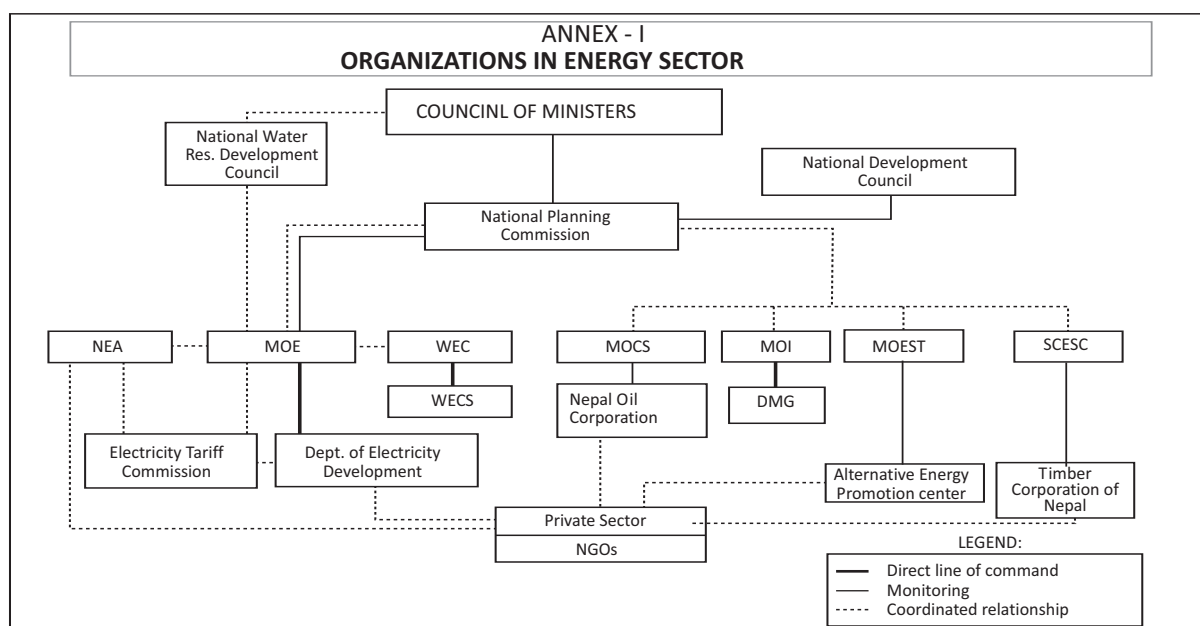 ANNEX - I
ORGANIZATIONS IN ENERGY SECTOR
COUNCINL OF MINISTERS
National Water
Res. Development
Council
National Development
Council
National Planning
Commission
NEA
MOE
WEC
MOCS
MOI
MOEST
SCESC
WECS
Nepal Oil
Corporation
DMG
Electricity Tariff
Commission
Dept. of Electricity
Development
Alternative Energy
Promotion center
Timber
Corporation of
Nepal
Private Sector
NGOs
LEGEND:
Direct line of command
Monitoring
Coordinated relationship